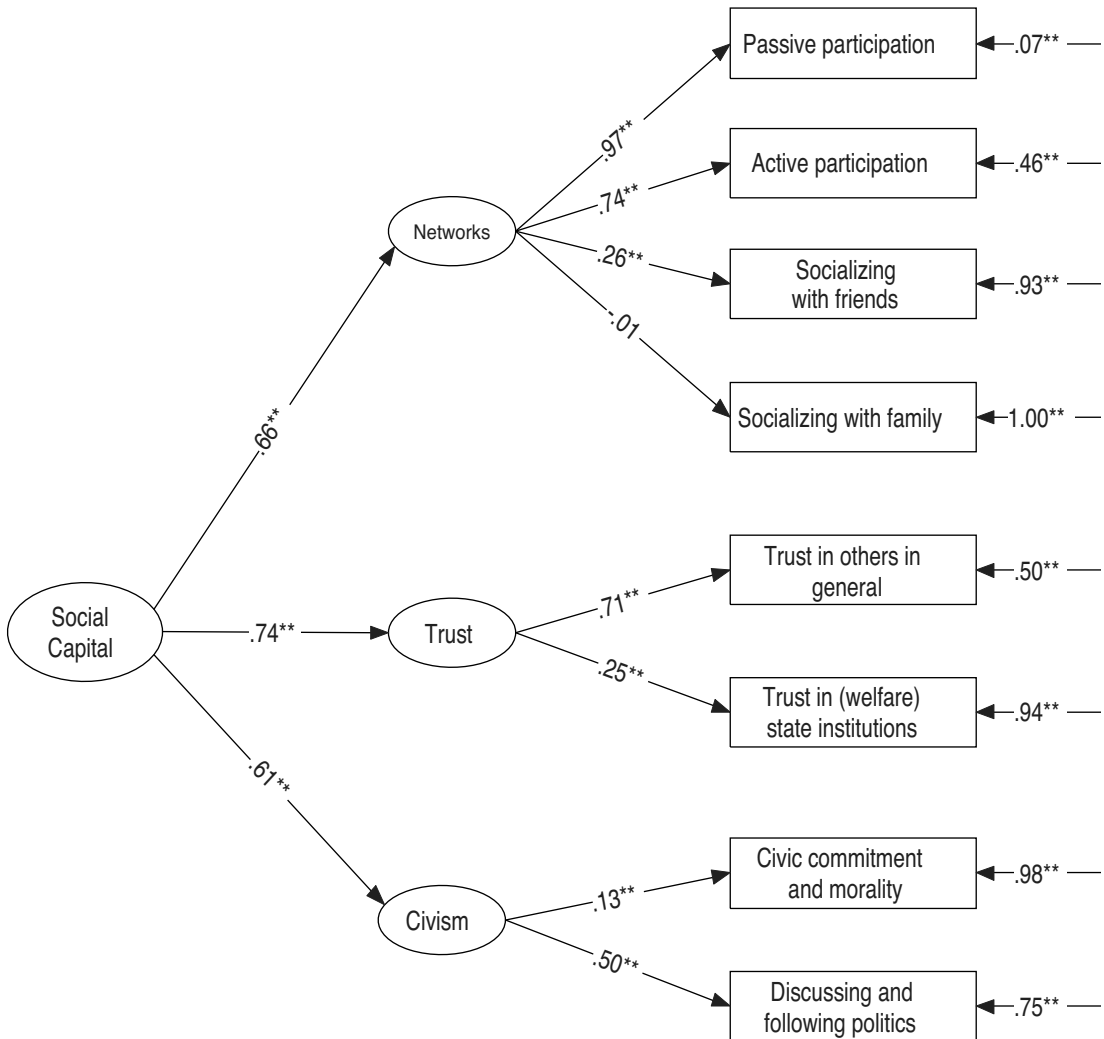 Passive participation
.07**
.97**
Active participation
.46**
.74**
Networks
.26**
Socializing
with friends
.93**
-.01
Socializing with family
1.00**
.66**
Trust in others in
general
.50**
.71**
Social
Capital
.74**
Trust
.25**
Trust in (welfare)
state institutions
.94**
.61**
Civic commitment
and morality
.98**
.13**
Civism
.50**
Discussing and
following politics
.75**